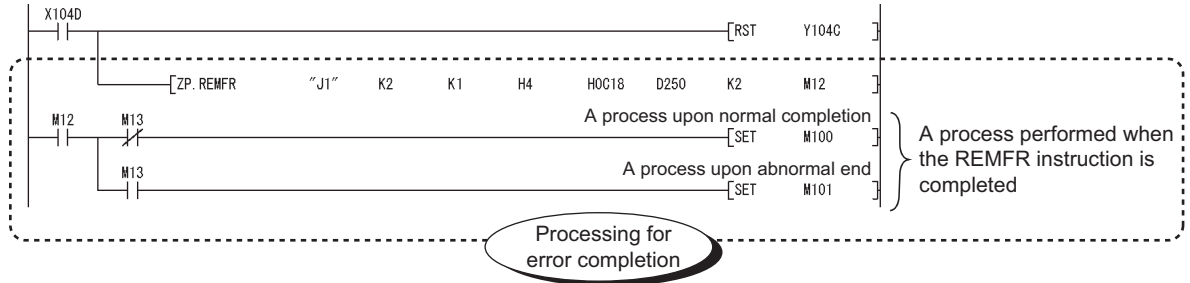 X104D
[RST Y104C ]
[ZP.REMFR "J1" K2 K1 H4 H0C18 D250 K2 M12 ]
M12 M13 A process upon normal completion
[SET M100 ]
A process performed when
the REMFR instruction is
completed
M13 A process upon abnormal end
[SET M101 ]
Processing for
error completion